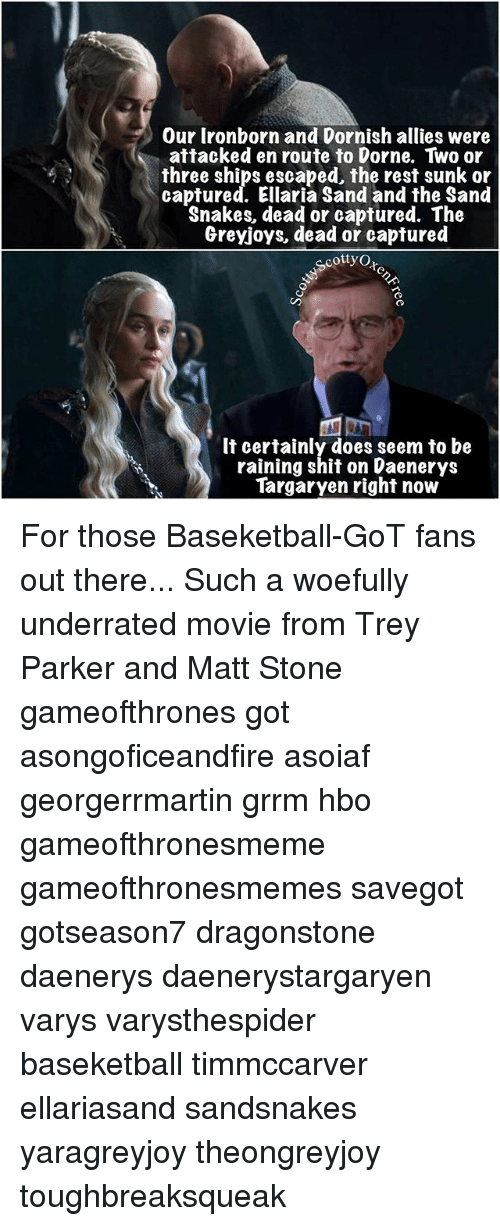 Our Ironborn and Dornish allies were
attacked en route to Dorne. Two or
three ships escaped, the rest sunk or
captured. Ellaria Sand and the Sand
Snakes, dead or captured. The
Greyjoys, dead or captured
ScottyScottyOxenFree
It certainly does seem to be
raining shit on Daenerys
Targaryen right now
For those Baseketball-GoT fans
out there... Such a woefully
underrated movie from Trey
Parker and Matt Stone
gameofthrones got
asongoficeandfire asoiaf
georgerrmartin grrm hbo
gameofthronesmeme
gameofthronesmemes savegot
gotseason7 dragonstone
daenerys daenerystargaryen
varys varysthespider
baseketball timmccarver
ellariasand sandsnakes
yaragreyjoy theongreyjoy
toughbreaksqueak